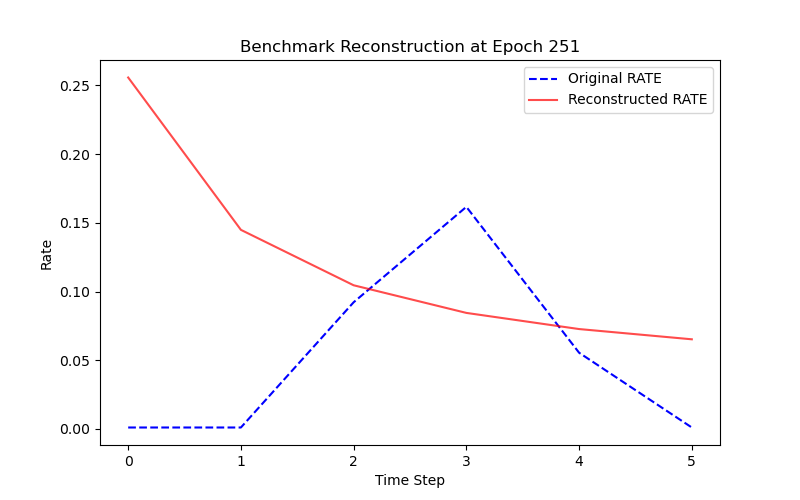 Benchmark Reconstruction at Epoch 251
Original RATE
Reconstructed RATE
Rate
0.25
0.20
0.15
0.10
0.05
0.00
0 1 2 3 4 5
Time Step